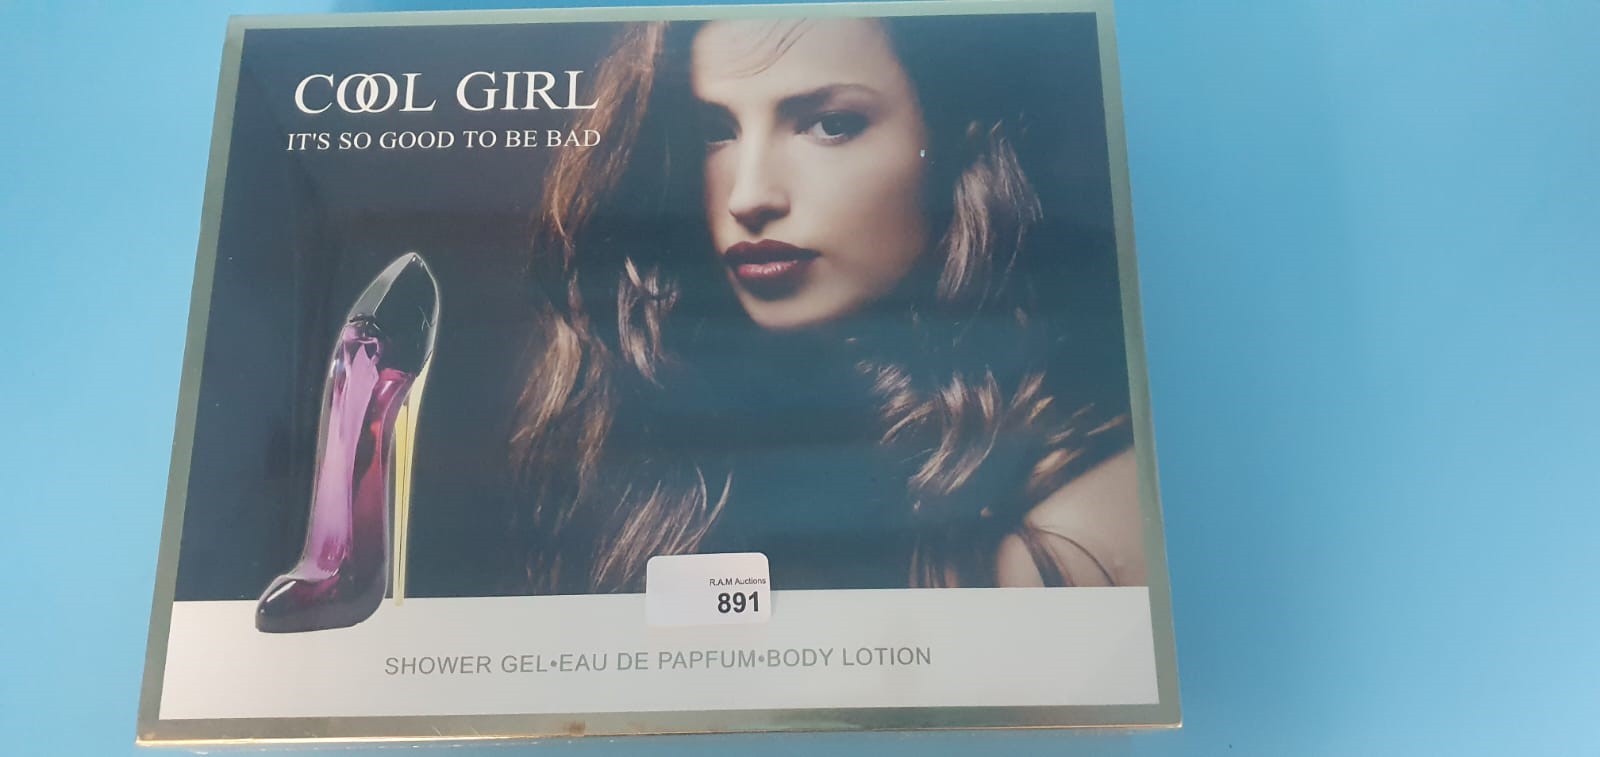 COOL GIRL
IT'S SO GOOD TO BE BAD
R.A.M Auctions
891
SHOWER GEL•EAU DE PAPFUM•BODY LOTION